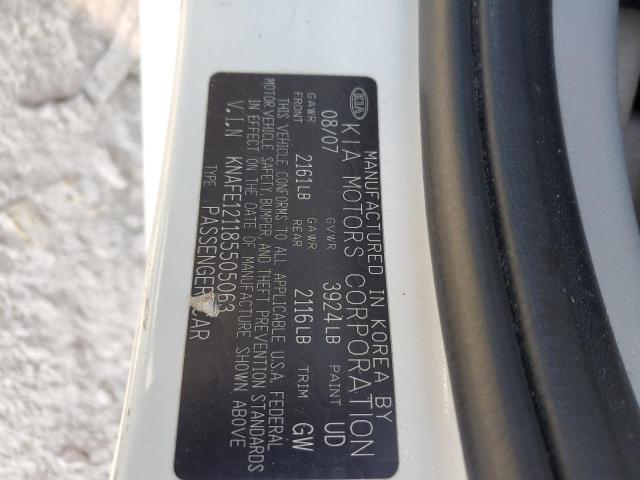 KIA
MANUFACTURED IN KOREA BY
KIA MOTORS CORPORATION
08/07 GVWR 3924LB PAINT UD
GAWR FRONT 2161LB GAWR REAR 2116LB TRIM GW
THIS VEHICLE CONFORMS TO ALL APPLICABLE U.S.A. FEDERAL
MOTOR VEHICLE SAFETY, BUMPER, AND THEFT PREVENTION STANDARDS
IN EFFECT ON THE DATE OF MANUFACTURE SHOWN ABOVE
V.I.N KNAFE121185505063
TYPE PASSENGER CAR